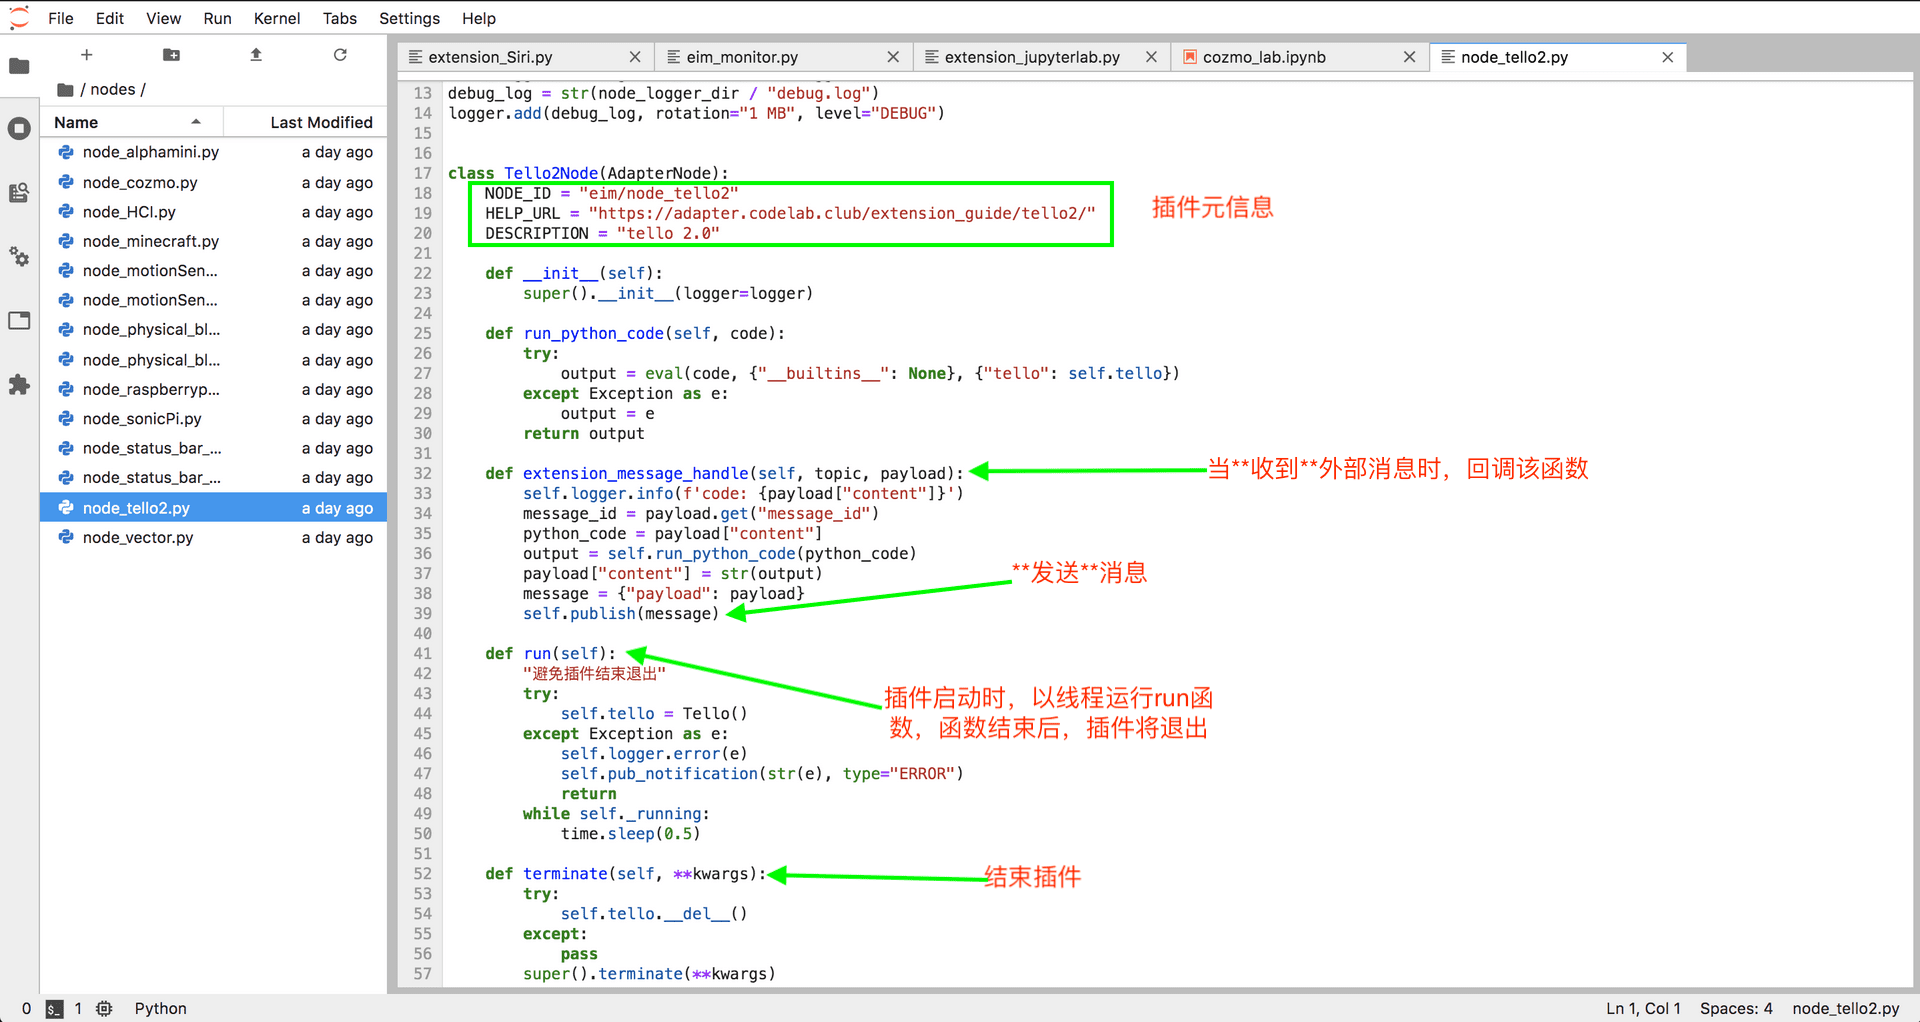 File Edit View Run Kernel Tabs Settings Help
/ nodes /
Name Last Modified
node_alphamini.py a day ago
node_cozmo.py a day ago
node_HCI.py a day ago
node_minecraft.py a day ago
node_motionSen... a day ago
node_motionSen... a day ago
node_physical_bl... a day ago
node_physical_bl... a day ago
node_raspberryp... a day ago
node_sonicPi.py a day ago
node_status_bar_... a day ago
node_status_bar_... a day ago
node_tello2.py a day ago
node_vector.py a day ago
extension_Siri.py eim_monitor.py extension_jupyterlab.py cozmo_lab.ipynb node_tello2.py
13 debug_log = str(node_logger_dir / "debug.log")
14 logger.add(debug_log, rotation="1 MB", level="DEBUG")
15
16
17 class Tello2Node(AdapterNode):
18 NODE_ID = "eim/node_tello2"
19 HELP_URL = "https://adapter.codelab.club/extension_guide/tello2/"
20 DESCRIPTION = "tello 2.0"
插件元信息
21
22 def __init__(self):
23 super().__init__(logger=logger)
24
25 def run_python_code(self, code):
26 try:
27 output = eval(code, {"__builtins__": None}, {"tello": self.tello})
28 except Exception as e:
29 output = e
30 return output
31
32 def extension_message_handle(self, topic, payload):
当**收到**外部消息时，回调该函数
33 self.logger.info(f'code: {payload["content"]}')
34 message_id = payload.get("message_id")
35 python_code = payload["content"]
36 output = self.run_python_code(python_code)
37 payload["content"] = str(output)
38 message = {"payload": payload}
39 self.publish(message)
**发送**消息
40
41 def run(self):
42 "避免插件结束退出"
43 try:
44 self.tello = Tello()
45 except Exception as e:
46 self.logger.error(e)
47 self.pub_notification(str(e), type="ERROR")
48 return
49 while self._running:
50 time.sleep(0.5)
插件启动时，以线程运行run函
数，函数结束后，插件将退出
51
52 def terminate(self, **kwargs):
结束插件
53 try:
54 self.tello.__del__()
55 except:
56 pass
57 super().terminate(**kwargs)
0 $_ 1 Python Ln 1, Col 1 Spaces: 4 node_tello2.py